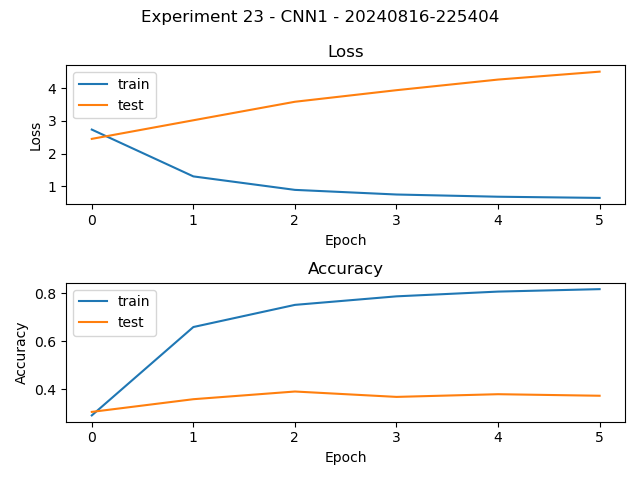 Experiment 23 - CNN1 - 20240816-225404
Loss
train
test
4
3
2
1
Loss
0 1 2 3 4 5
Epoch
Accuracy
train
test
0.8
0.6
0.4
Accuracy
0 1 2 3 4 5
Epoch